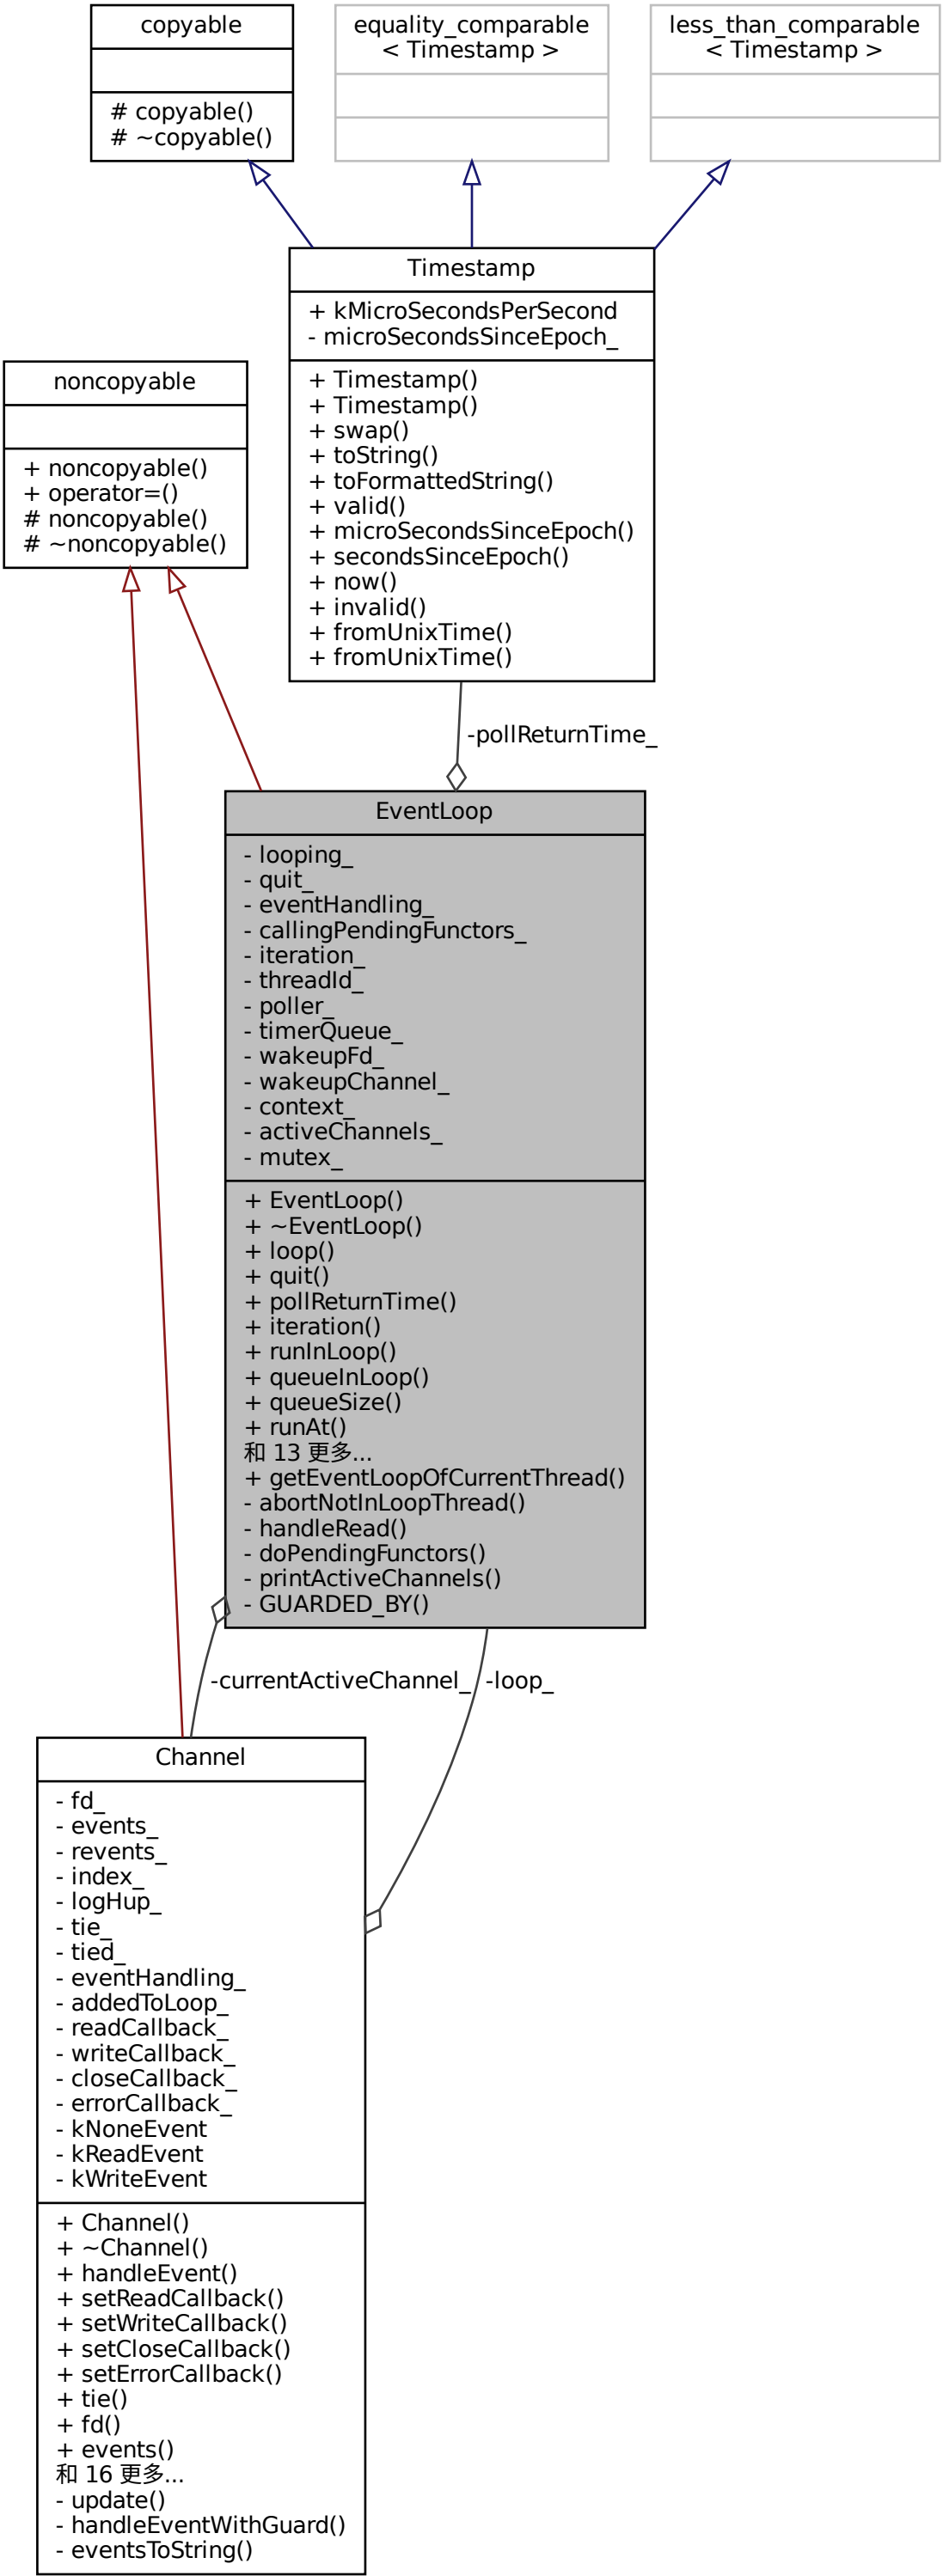 copyable
# copyable()
# ~copyable()
equality_comparable
< Timestamp >
less_than_comparable
< Timestamp >
Timestamp
+ kMicroSecondsPerSecond
- microSecondsSinceEpoch_
+ Timestamp()
+ Timestamp()
+ swap()
+ toString()
+ toFormattedString()
+ valid()
+ microSecondsSinceEpoch()
+ secondsSinceEpoch()
+ now()
+ invalid()
+ fromUnixTime()
+ fromUnixTime()
noncopyable
+ noncopyable()
+ operator=()
# noncopyable()
# ~noncopyable()
-pollReturnTime_
EventLoop
- looping_
- quit_
- eventHandling_
- callingPendingFunctors_
- iteration_
- threadId_
- poller_
- timerQueue_
- wakeupFd_
- wakeupChannel_
- context_
- activeChannels_
- mutex_
+ EventLoop()
+ ~EventLoop()
+ loop()
+ quit()
+ pollReturnTime()
+ iteration()
+ runInLoop()
+ queueInLoop()
+ queueSize()
+ runAt()
和 13 更多...
+ getEventLoopOfCurrentThread()
- abortNotInLoopThread()
- handleRead()
- doPendingFunctors()
- printActiveChannels()
- GUARDED_BY()
-currentActiveChannel_
-loop_
Channel
- fd_
- events_
- revents_
- index_
- logHup_
- tie_
- tied_
- eventHandling_
- addedToLoop_
- readCallback_
- writeCallback_
- closeCallback_
- errorCallback_
- kNoneEvent
- kReadEvent
- kWriteEvent
+ Channel()
+ ~Channel()
+ handleEvent()
+ setReadCallback()
+ setWriteCallback()
+ setCloseCallback()
+ setErrorCallback()
+ tie()
+ fd()
+ events()
和 16 更多...
- update()
- handleEventWithGuard()
- eventsToString()